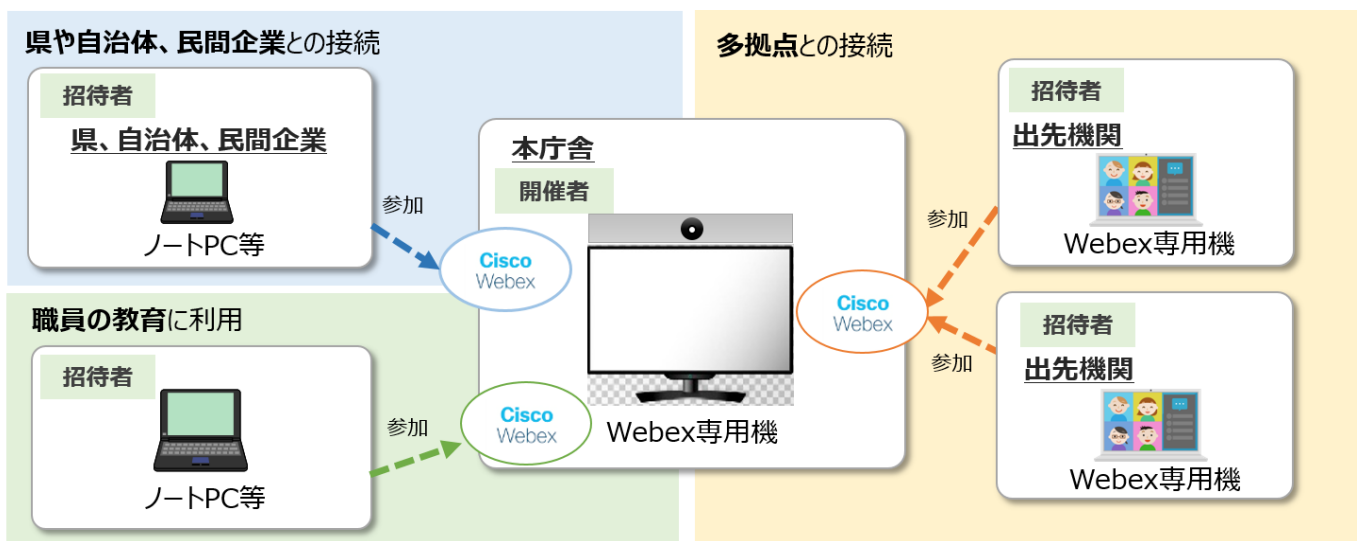 県や自治体、民間企業との接続
招待者
県、自治体、民間企業
ノートPC等
参加
Cisco
Webex
職員の教育に利用
招待者
ノートPC等
参加
Cisco
Webex
本庁舎
開催者
Webex専用機
多拠点との接続
招待者
出先機関
Webex専用機
参加
Cisco
Webex
招待者
出先機関
Webex専用機
参加